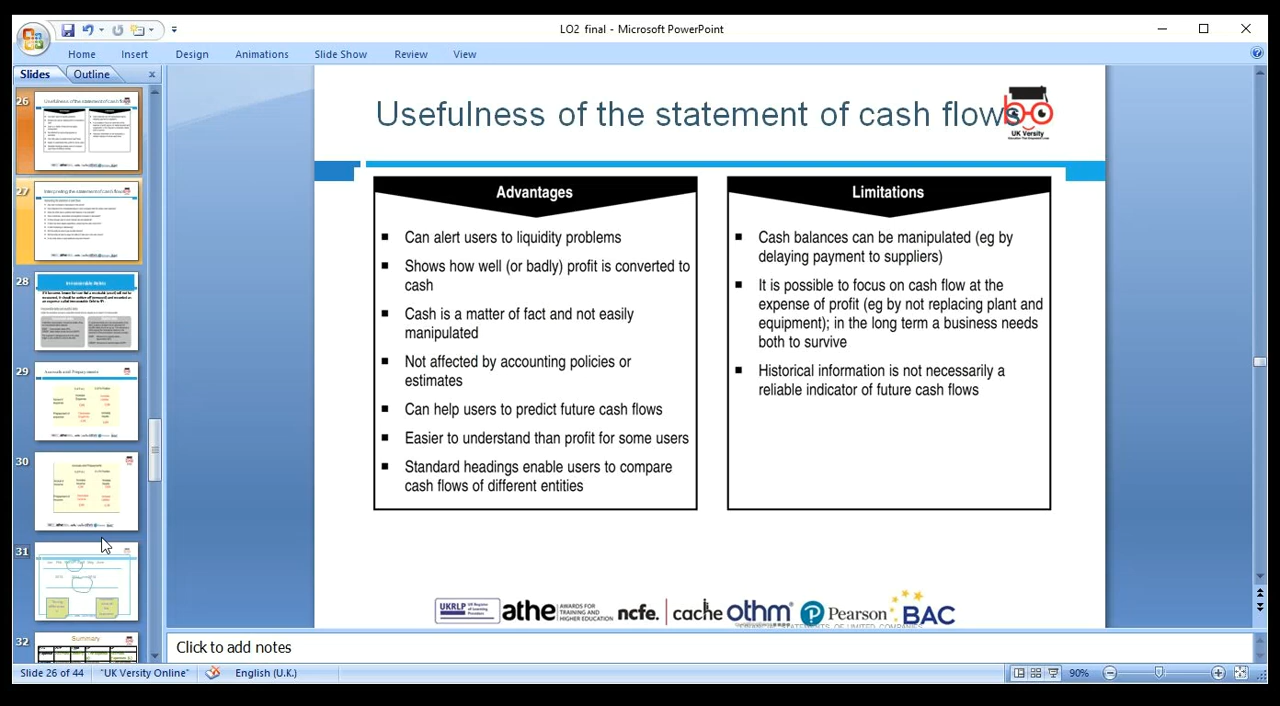 LO2 final - Microsoft PowerPoint
Home Insert Design Animations Slide Show Review View
Slides Outline
26
27
28
29
30
31
32
Summary
Usefulness of the statement of cash flows
UK Versity
Advantages
Can alert users to liquidity problems
Shows how well (or badly) profit is converted to
cash
Cash is a matter of fact and not easily
manipulated
Not affected by accounting policies or
estimates
Can help users to predict future cash flows
Easier to understand than profit for some users
Standard headings enable users to compare
cash flows of different entities
Limitations
Cash balances can be manipulated (eg by
delaying payment to suppliers)
It is possible to focus on cash flow at the
expense of profit (eg by not replacing plant and
equipment); in the long term a business needs
both to survive
Historical information is not necessarily a
reliable indicator of future cash flows
UKRLP athe AWARDS FOR TRAINING AND HIGHER EDUCATION ncfe. cache othm Pearson BAC
Click to add notes
Slide 26 of 44 "UK Versity Online" English (U.K.) 90%